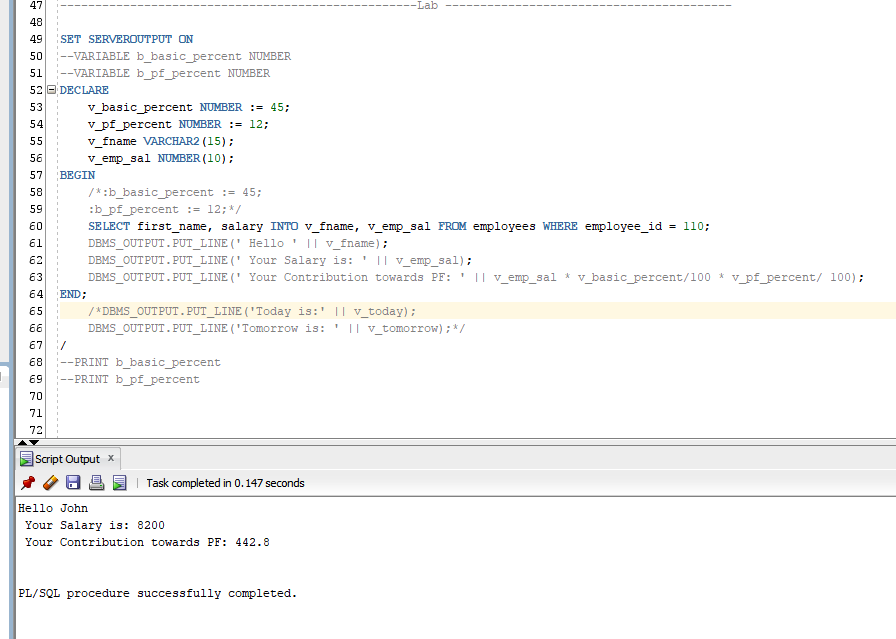 47 ---------------------------------------------------Lab -----------------------------------------
48
49 SET SERVEROUTPUT ON
50 --VARIABLE b_basic_percent NUMBER
51 --VARIABLE b_pf_percent NUMBER
52 DECLARE
53     v_basic_percent NUMBER := 45;
54     v_pf_percent NUMBER := 12;
55     v_fname VARCHAR2(15);
56     v_emp_sal NUMBER(10);
57 BEGIN
58     /*:b_basic_percent := 45;
59     :b_pf_percent := 12;*/
60     SELECT first_name, salary INTO v_fname, v_emp_sal FROM employees WHERE employee_id = 110;
61     DBMS_OUTPUT.PUT_LINE(' Hello ' || v_fname);
62     DBMS_OUTPUT.PUT_LINE(' Your Salary is: ' || v_emp_sal);
63     DBMS_OUTPUT.PUT_LINE(' Your Contribution towards PF: ' || v_emp_sal * v_basic_percent/100 * v_pf_percent/ 100);
64 END;
65     /*DBMS_OUTPUT.PUT_LINE('Today is:' || v_today);
66     DBMS_OUTPUT.PUT_LINE('Tomorrow is: ' || v_tomorrow);*/
67 /
68 --PRINT b_basic_percent
69 --PRINT b_pf_percent
70
71
72
Script Output x
Task completed in 0.147 seconds
Hello John
 Your Salary is: 8200
 Your Contribution towards PF: 442.8
PL/SQL procedure successfully completed.